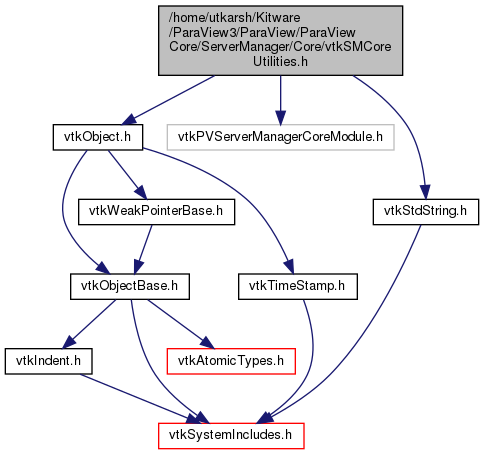 /home/utkarsh/Kitware
/ParaView3/ParaView/ParaView
Core/ServerManager/Core/vtkSMCore
Utilities.h
vtkObject.h
vtkPVServerManagerCoreModule.h
vtkWeakPointerBase.h
vtkStdString.h
vtkObjectBase.h
vtkTimeStamp.h
vtkIndent.h
vtkAtomicTypes.h
vtkSystemIncludes.h